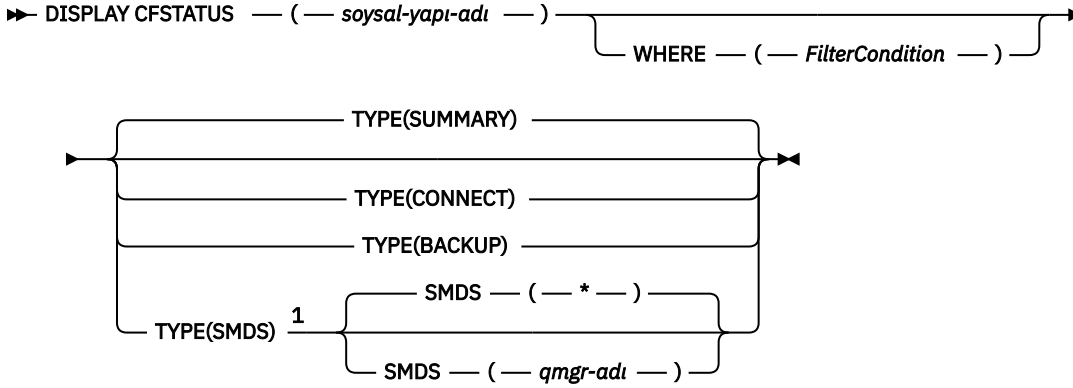 DISPLAY CFSTATUS ( soysal-yapı-adı )
WHERE ( FilterCondition )
TYPE(SUMMARY)
TYPE(CONNECT)
TYPE(BACKUP)
SMDS ( * )
TYPE(SMDS) 1
SMDS ( qmgr-adı )